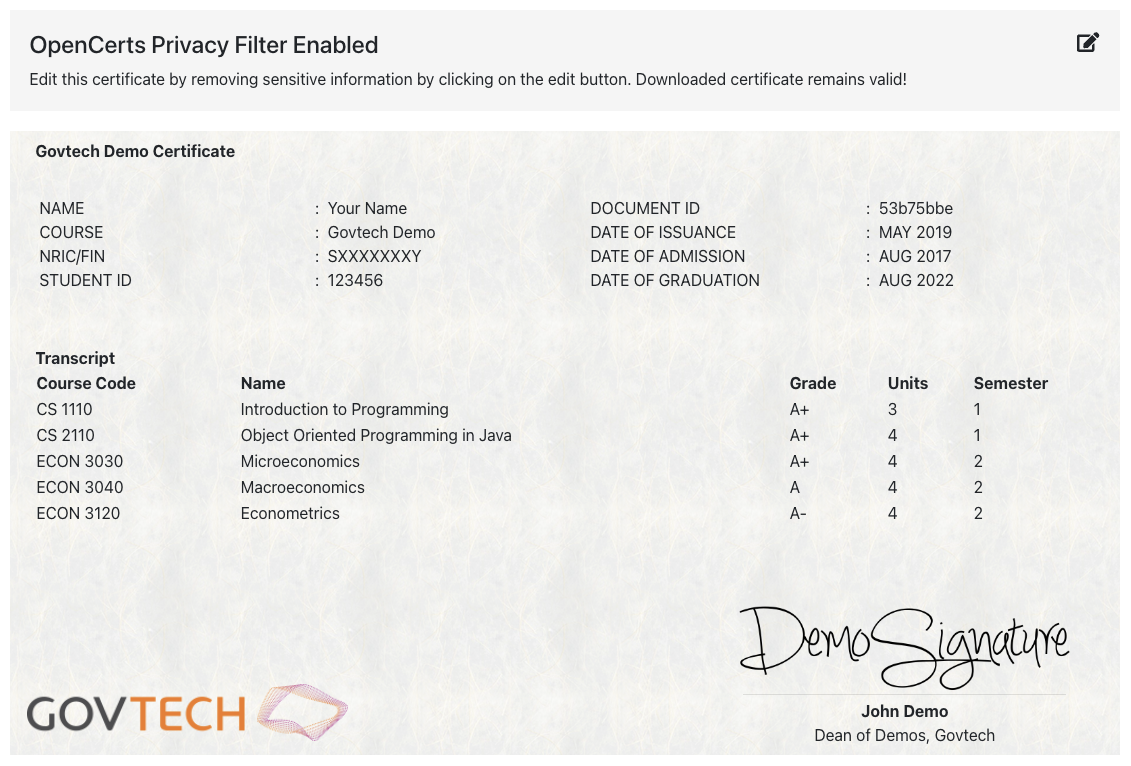 OpenCerts Privacy Filter Enabled
Edit this certificate by removing sensitive information by clicking on the edit button. Downloaded certificate remains valid!
Govtech Demo Certificate
NAME : Your Name DOCUMENT ID : 53b75bbe
COURSE : Govtech Demo DATE OF ISSUANCE : MAY 2019
NRIC/FIN : SXXXXXXXY DATE OF ADMISSION : AUG 2017
STUDENT ID : 123456 DATE OF GRADUATION : AUG 2022
Transcript
Course Code Name Grade Units Semester
CS 1110 Introduction to Programming A+ 3 1
CS 2110 Object Oriented Programming in Java A+ 4 1
ECON 3030 Microeconomics A+ 4 2
ECON 3040 Macroeconomics A 4 2
ECON 3120 Econometrics A- 4 2
DemoSignature
GOVTECH
John Demo
Dean of Demos, Govtech